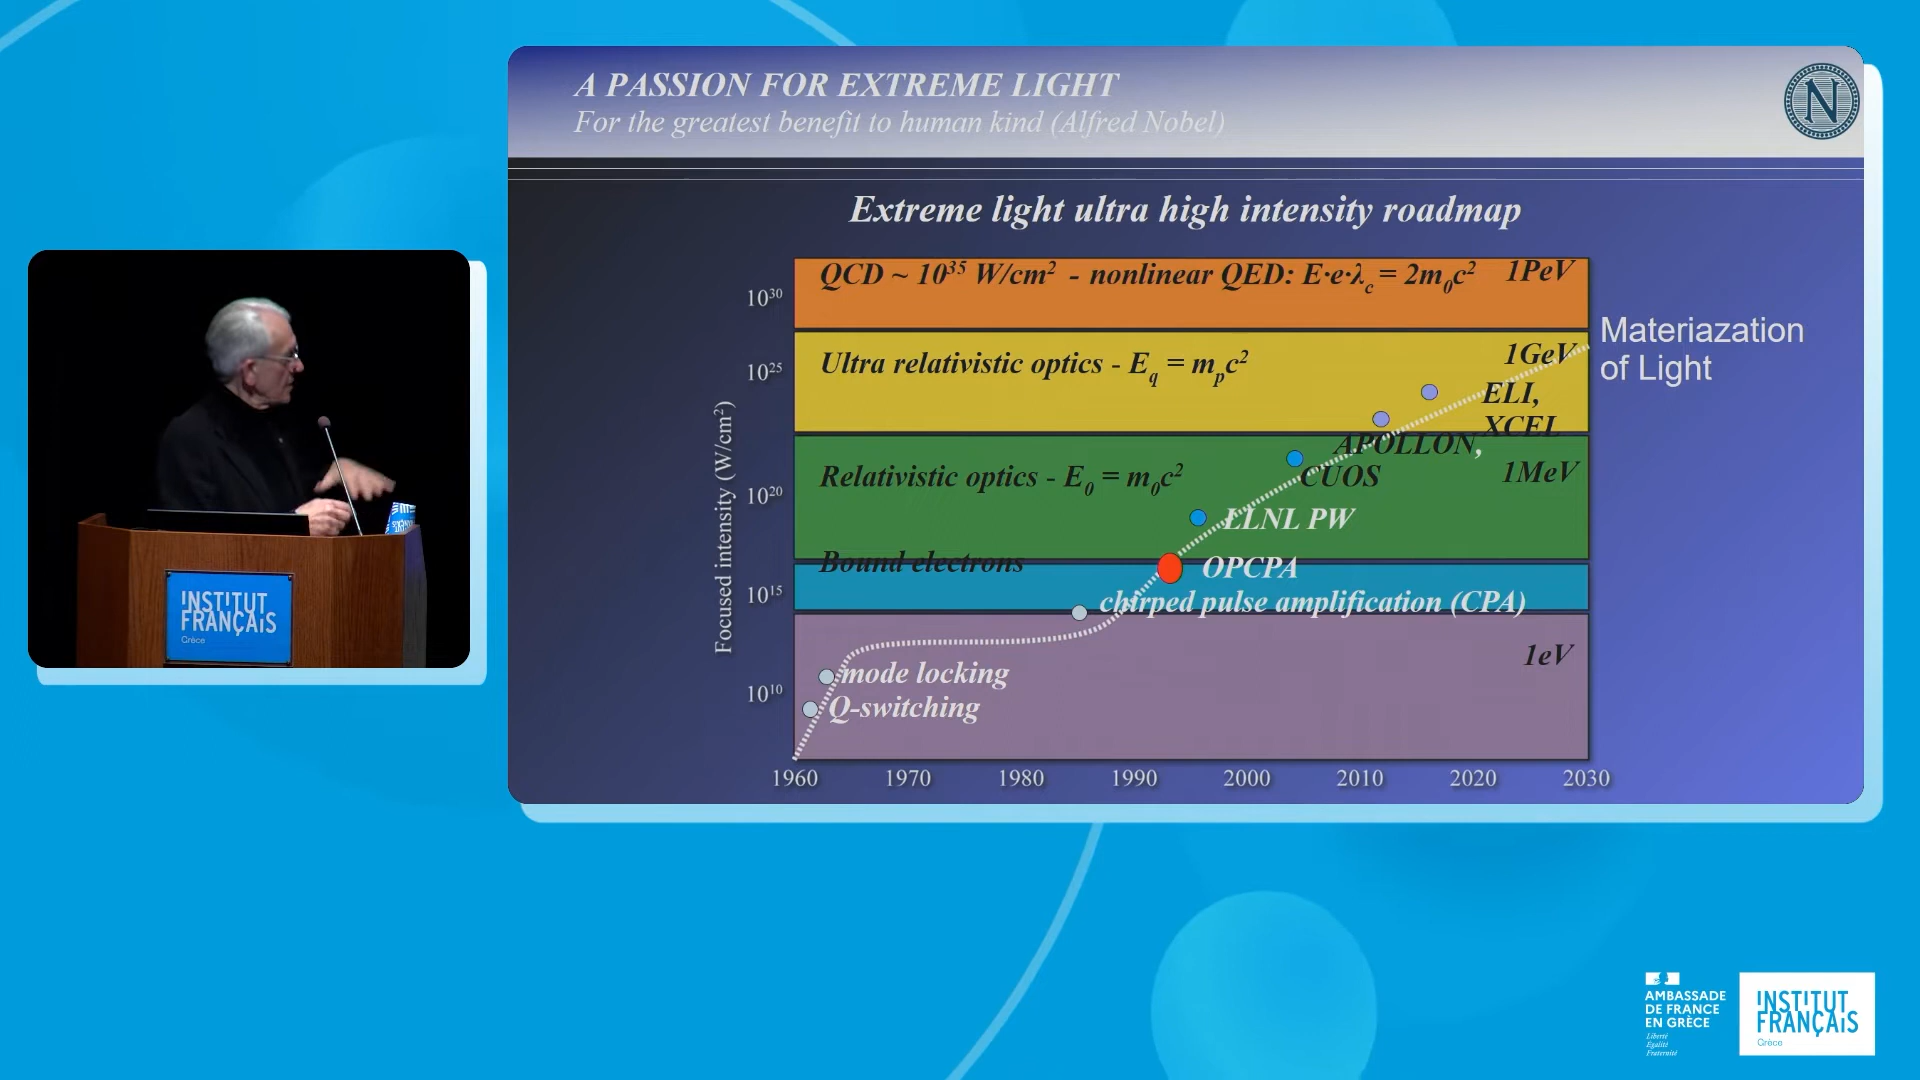 A PASSION FOR EXTREME LIGHT
For the greatest benefit to human kind (Alfred Nobel)
N
Extreme light ultra high intensity roadmap
QCD ~ 10³⁵ W/cm² - nonlinear QED: E·e·λc = 2m₀c²
1PeV
10³⁰
Ultra relativistic optics - Eq = mpc²
1GeV
Materiazation
of Light
10²⁵
ELI,
XCEL
APOLLON,
Relativistic optics - E₀ = m₀c²
CUOS
1MeV
10²⁰
LLNL PW
Focused intensity (W/cm²)
Bound electrons
OPCPA
10¹⁵
chirped pulse amplification (CPA)
1eV
mode locking
10¹⁰
Q-switching
1960 1970 1980 1990 2000 2010 2020 2030
INSTITUT
FRANÇAIS
Grèce
AMBASSADE
DE FRANCE
EN GRÈCE
Liberté
Égalité
Fraternité
INSTITUT
FRANÇAIS
Grèce